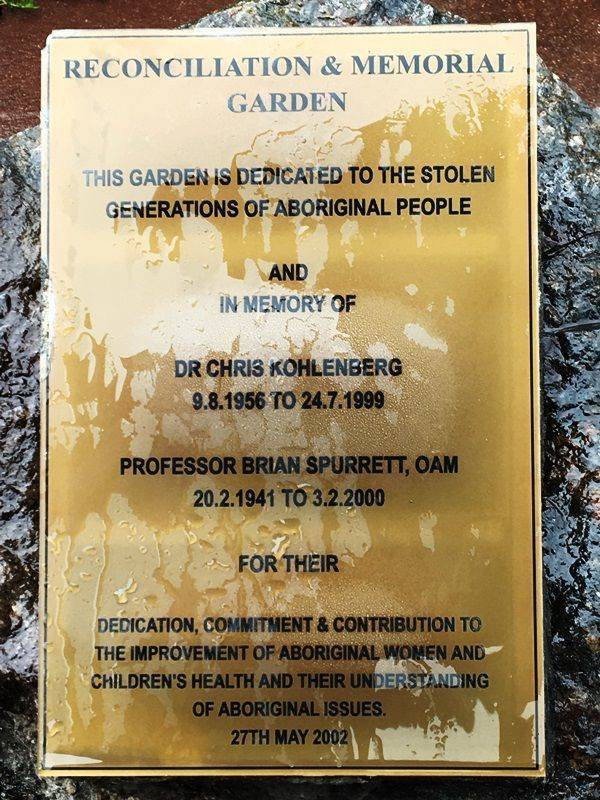 RECONCILIATION & MEMORIAL
GARDEN
THIS GARDEN IS DEDICATED TO THE STOLEN
GENERATIONS OF ABORIGINAL PEOPLE
AND
IN MEMORY OF
DR CHRIS KOHLENBERG
9.8.1956 TO 24.7.1999
PROFESSOR BRIAN SPURRETT, OAM
20.2.1941 TO 3.2.2000
FOR THEIR
DEDICATION, COMMITMENT & CONTRIBUTION TO
THE IMPROVEMENT OF ABORIGINAL WOMEN AND
CHILDREN'S HEALTH AND THEIR UNDERSTANDING
OF ABORIGINAL ISSUES.
27TH MAY 2002